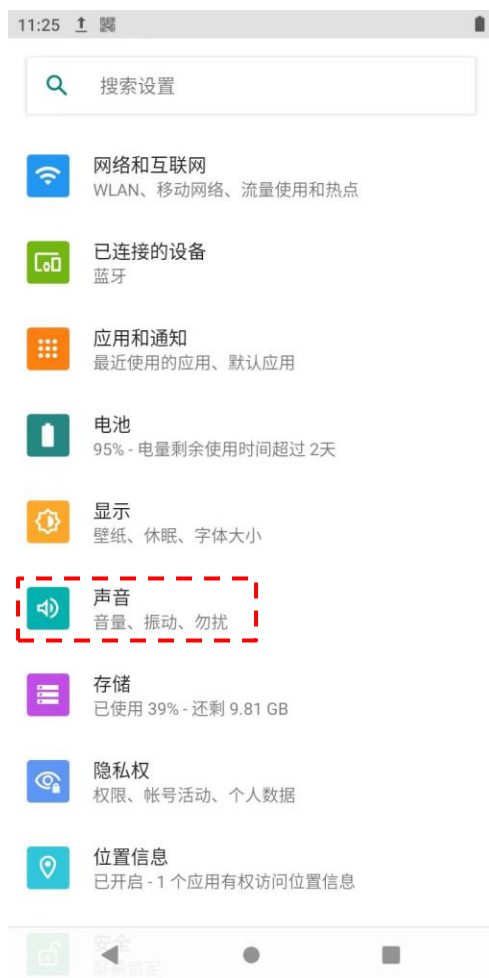 11:25
搜索设置
网络和互联网
WLAN、移动网络、流量使用和热点
已连接的设备
蓝牙
应用和通知
最近使用的应用、默认应用
电池
95% - 电量剩余使用时间超过 2天
显示
壁纸、休眠、字体大小
声音
音量、振动、勿扰
存储
已使用 39% - 还剩 9.81 GB
隐私权
权限、帐号活动、个人数据
位置信息
已开启 - 1 个应用有权访问位置信息
安全
屏幕锁定